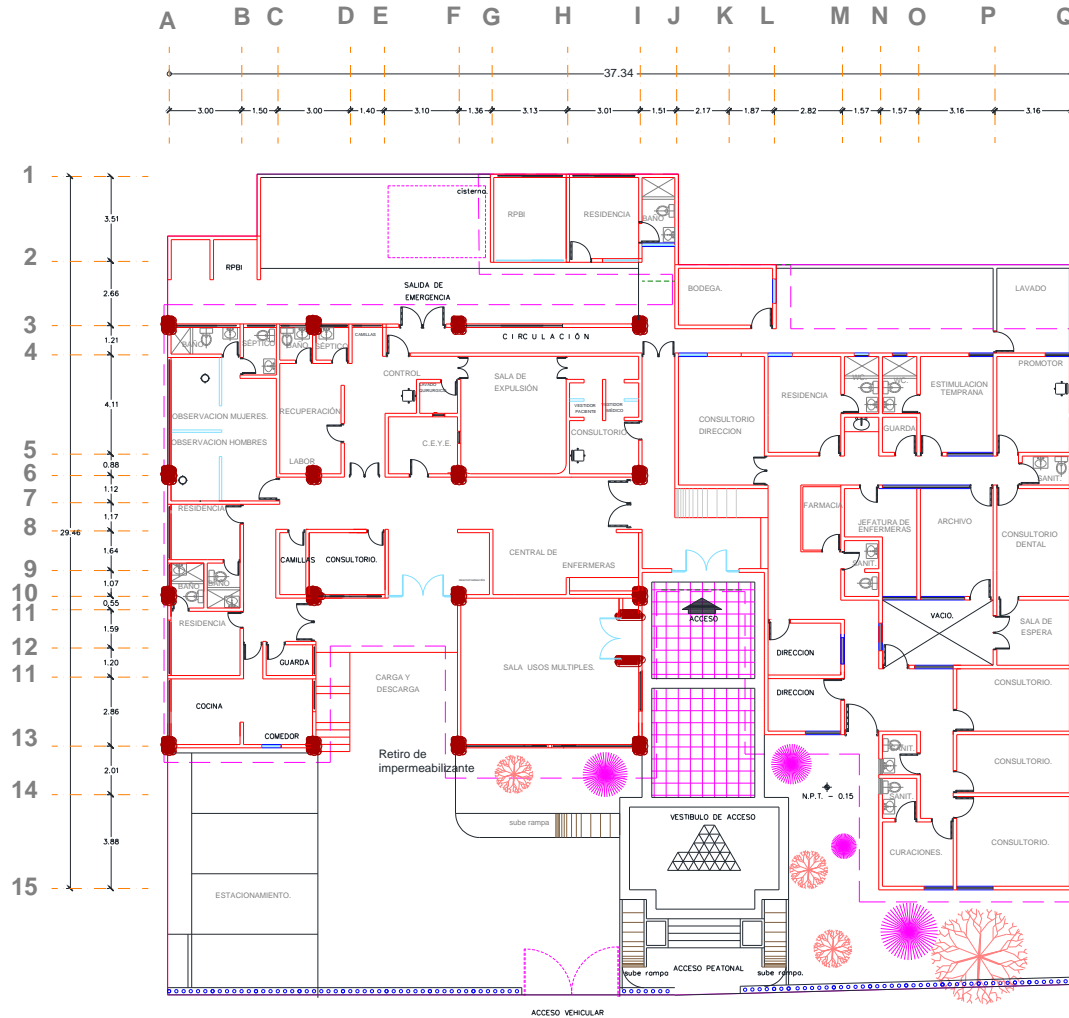 A B C D E F G H I J K L M N O P Q
37.34
3.00 1.50 3.00 1.40 3.10 1.36 3.13 3.01 1.51 2.17 1.87 2.82 1.57 1.57 3.16 3.16
1
3.51
cisterna.
RPBI
RESIDENCIA
BAÑO
2
RPBI
2.66
SALIDA DE
EMERGENCIA
BODEGA.
LAVADO
3
1.21
BAÑO
SÉPTICO
BAÑO
SÉPTICO
CAMILLAS
CIRCULACIÓN
4
CONTROL
SALA DE
EXPULSIÓN
4.11
OBSERVACION MUJERES.
RECUPERACIÓN
LAVADO
QUIRURGICO
VESTIDOR
PACIENTE
VESTIDOR
MÉDICO
CONSULTORIO
DIRECCION
RESIDENCIA
WC.
WC.
ESTIMULACION
TEMPRANA
PROMOTOR
OBSERVACION HOMBRES
C.E.Y.E.
CONSULTORIO
GUARDA
5
LABOR
0.88
6
SANIT.
1.12
7
RESIDENCIA
FARMACIA
1.17
JEFATURA DE
ENFERMERAS
ARCHIVO
CONSULTORIO
DENTAL
8
29.46
1.64
CAMILLAS
CONSULTORIO.
CENTRAL DE
ENFERMERAS
SANIT.
9
1.07
BAÑO
BAÑO
10
0.55
11
ACCESO
VACIO.
RESIDENCIA
1.59
SALA DE
ESPERA
12
GUARDA
DIRECCION
1.20
SALA USOS MULTIPLES.
11
CARGA Y
DESCARGA
CONSULTORIO.
DIRECCION
2.86
COCINA
COMEDOR
13
Retiro de
impermeabilizante
SANIT.
CONSULTORIO.
2.01
14
N.P.T. - 0.15
SANIT.
sube rampa
VESTIBULO DE ACCESO
3.88
CURACIONES.
CONSULTORIO.
15
ESTACIONAMIENTO.
sube rampa
ACCESO PEATONAL
sube rampa.
ACCESO VEHICULAR